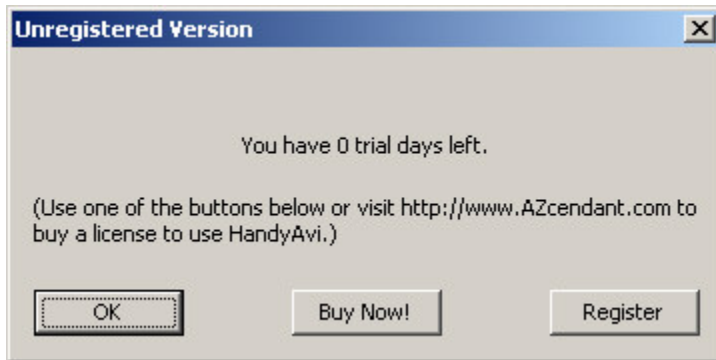 Unregistered Version
You have 0 trial days left.
(Use one of the buttons below or visit http://www.AZcendant.com to
buy a license to use HandyAvi.)
OK
Buy Now!
Register